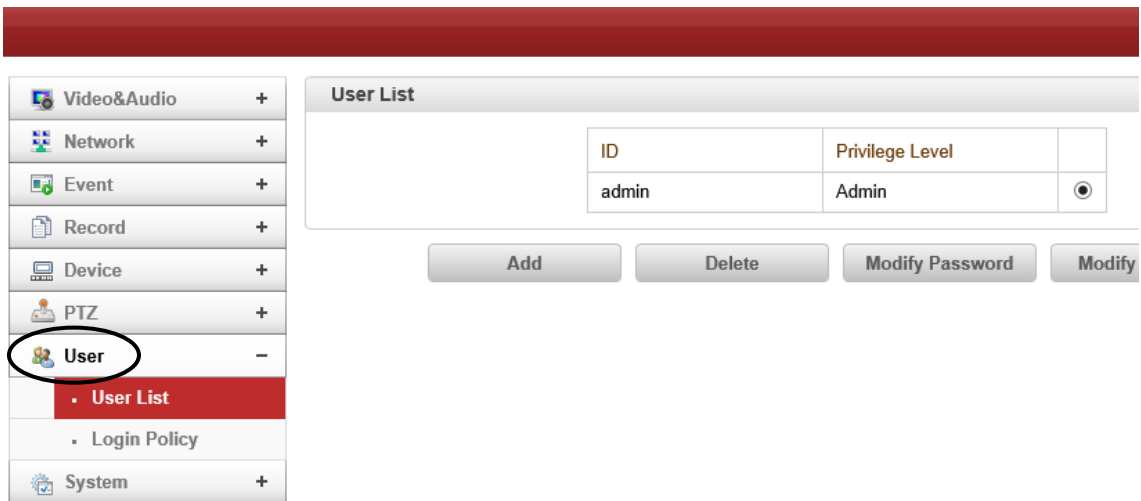 Video&Audio +
Network +
Event +
Record +
Device +
PTZ +
User −
User List
Login Policy
System +
User List
ID Privilege Level
admin Admin
Add Delete Modify Password Modify